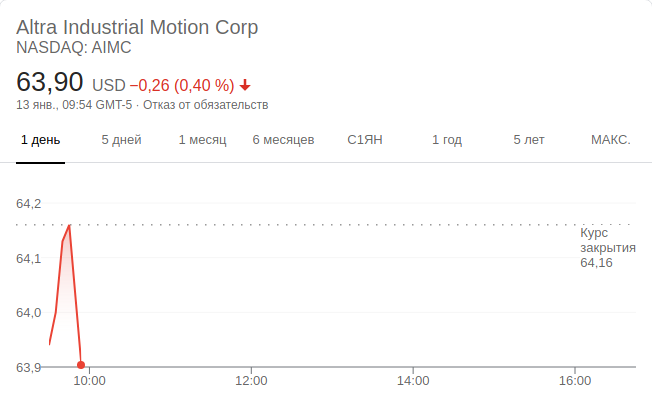 Altra Industrial Motion Corp
NASDAQ: AIMC
63,90 USD −0,26 (0,40 %)
13 янв., 09:54 GMT-5 · Отказ от обязательств
1 день 5 дней 1 месяц 6 месяцев С1ЯН 1 год 5 лет МАКС.
64,2
Курс
закрытия
64,16
64,1
64,0
63,9
10:00 12:00 14:00 16:00